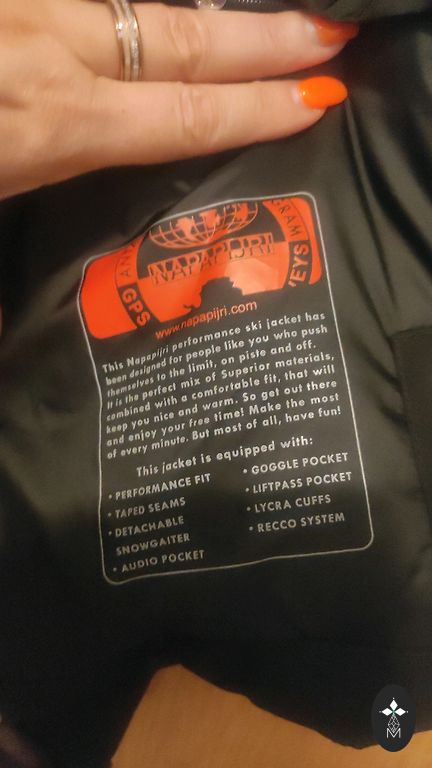 GRAM
NAPAPIJRI
GPS
'EYS
www.napapijri.com
This Napapijri performance ski jacket has
been designed for people like you who push
themselves to the limit, on piste and off.
It is the perfect mix of Superior materials,
combined with a comfortable fit, that will
keep you nice and warm. So get out there
and enjoy your free time! Make the most
of every minute. But most of all, have fun!
This jacket is equipped with:
• PERFORMANCE FIT
• TAPED SEAMS
• DETACHABLE
SNOWGAITER
• AUDIO POCKET
• GOGGLE POCKET
• LIFTPASS POCKET
• LYCRA CUFFS
• RECCO SYSTEM
M